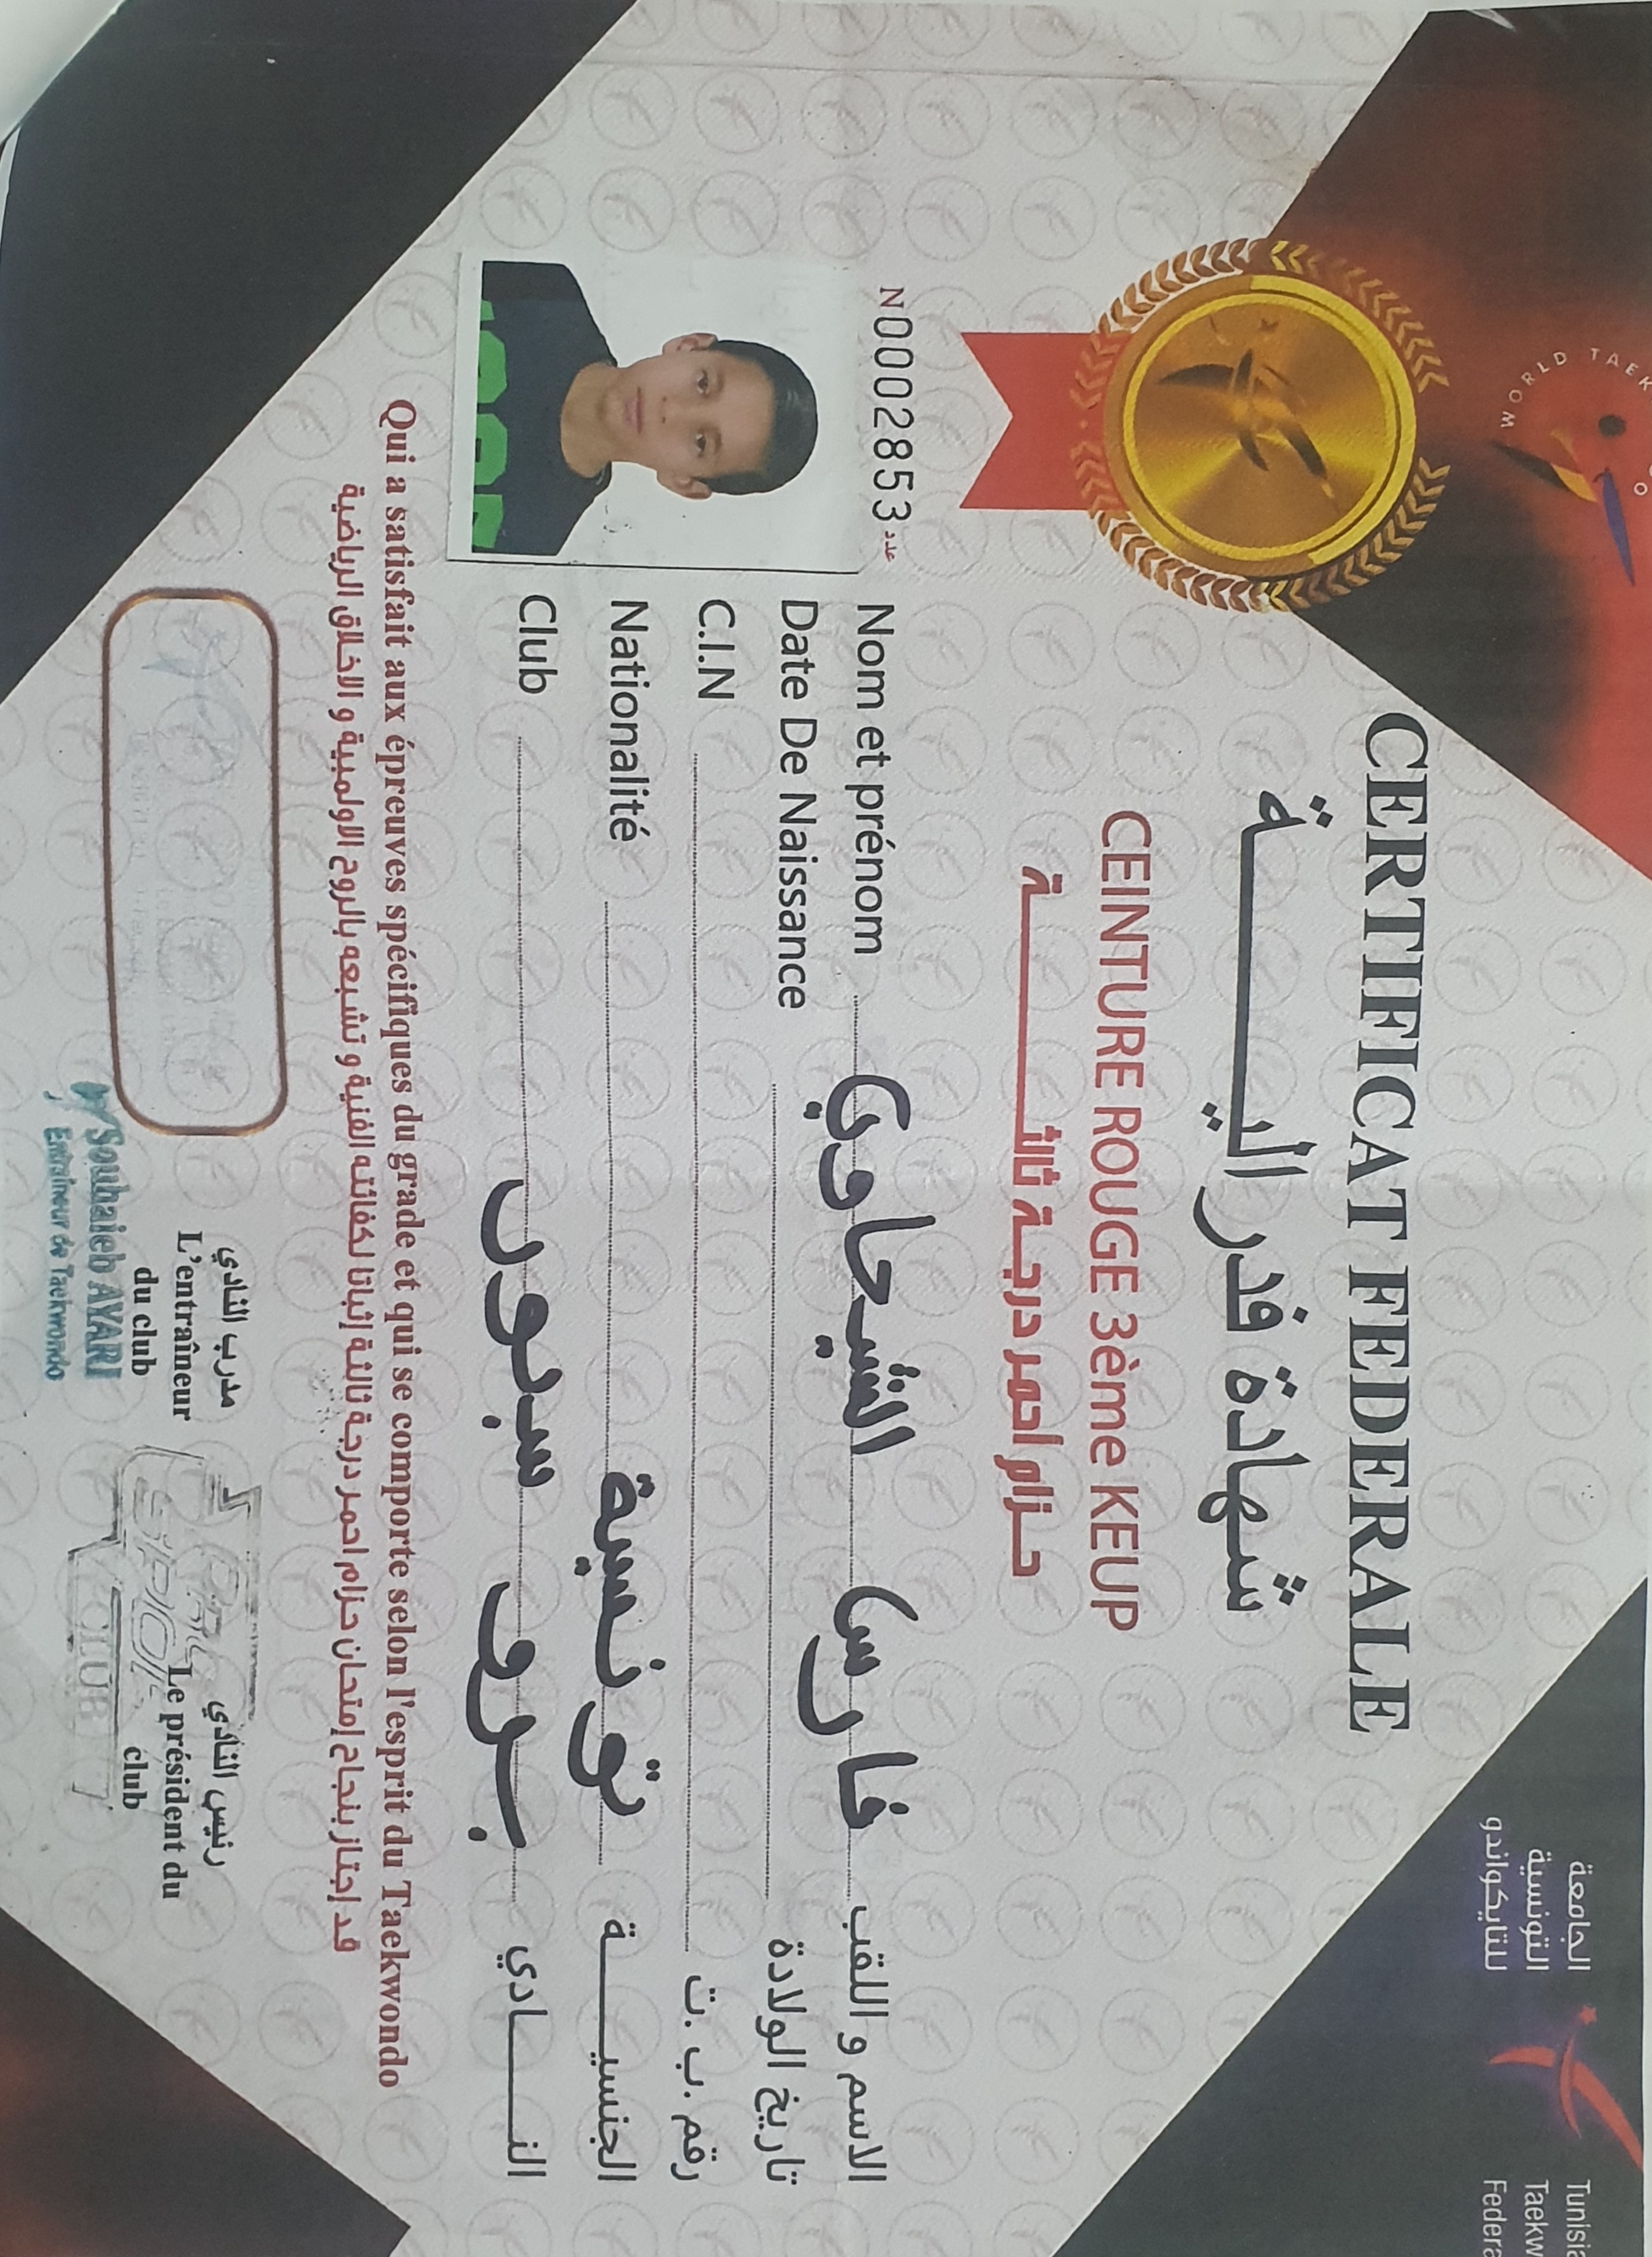 WORLD TAEK
الجامعة
التونسية
للتايكواندو
Tunisia
Taekw
Federa
CERTIFICAT FEDERALE
شهادة فدرالية
CEINTURE ROUGE 3ème KEUP
حزام احمر درجة ثالثة
N0002853 عدد
Nom et prénom فارس الشيحاوي الاسم و اللقب
Date De Naissance تاريخ الولادة
C.I.N رقم .ب .ت
Nationalité تونسية الجنسية
Club برو سبول النادي
Qui a satisfait aux épreuves spécifiques du grade et qui se comporte selon l'esprit du Taekwondo
قد إجتاز بنجاح إمتحان حزام احمر درجة ثالثة إثباتا لكفائته الفنية و تشبعه بالروح الاولمبية و الاخلاق الرياضية
مدرب النادي
L'entraîneur
du club
Souhaieb AYARI
Entraineur de Taekwondo
رئيس النادي
Le président du
club
CLUB